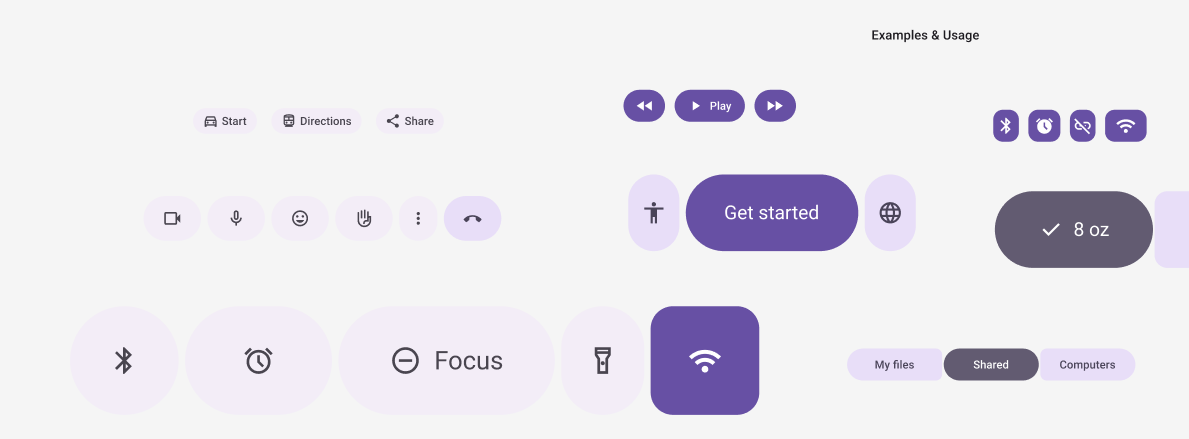 Examples & Usage
Start
Directions
Share
Play
Get started
8 oz
Focus
My files
Shared
Computers